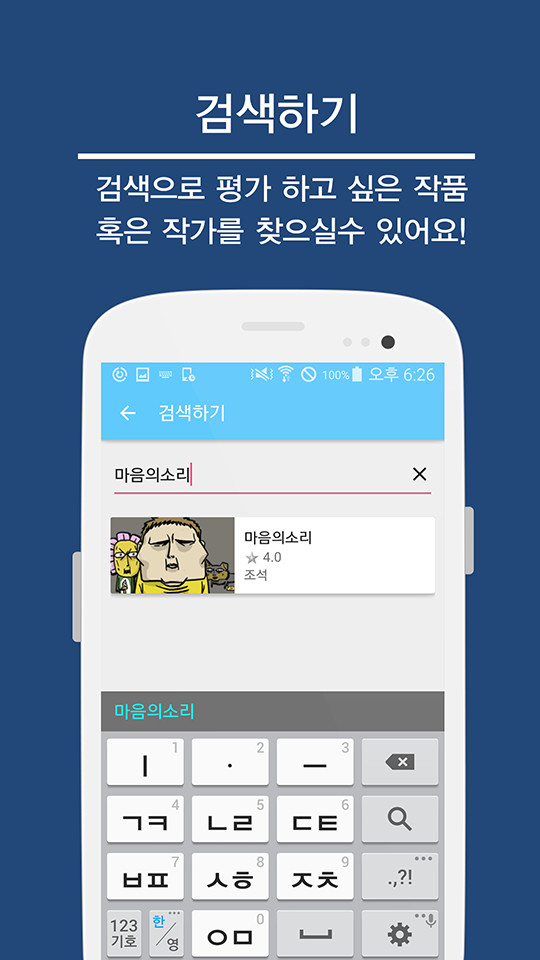 검색하기
검색으로 평가 하고 싶은 작품
혹은 작가를 찾으실수 있어요!
100% 오후 6:26
검색하기
마음의소리
마음의소리
4.0
조석
마음의소리
ㅣ 1
· 2
ㅡ 3
ㄱㅋ 4
ㄴㄹ 5
ㄷㅌ 6
ㅂㅍ 7
ㅅㅎ 8
ㅈㅊ 9
.,?!
123
기호
한/영
ㅇㅁ 0